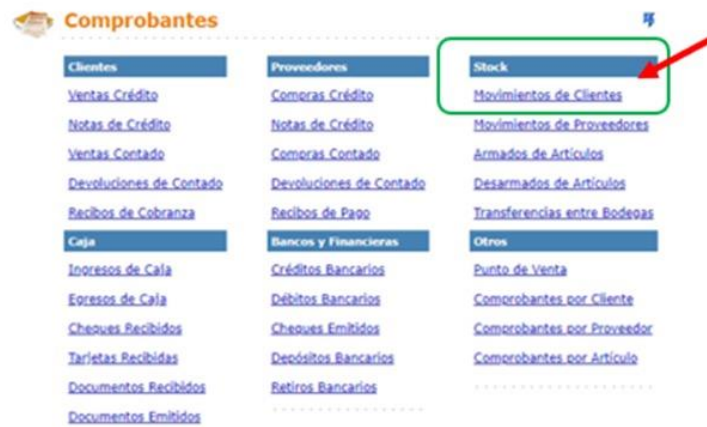 Comprobantes
Clientes
Ventas Crédito
Notas de Crédito
Ventas Contado
Devoluciones de Contado
Recibos de Cobranza
Proveedores
Compras Crédito
Notas de Crédito
Compras Contado
Devoluciones de Contado
Recibos de Pago
Stock
Movimientos de Clientes
Movimientos de Proveedores
Armados de Artículos
Desarmados de Artículos
Transferencias entre Bodegas
Caja
Ingresos de Caja
Egresos de Caja
Cheques Recibidos
Tarjetas Recibidas
Documentos Recibidos
Documentos Emitidos
Bancos y Financieras
Créditos Bancarios
Débitos Bancarios
Cheques Emitidos
Depósitos Bancarios
Retiros Bancarios
Otros
Punto de Venta
Comprobantes por Cliente
Comprobantes por Proveedor
Comprobantes por Artículo